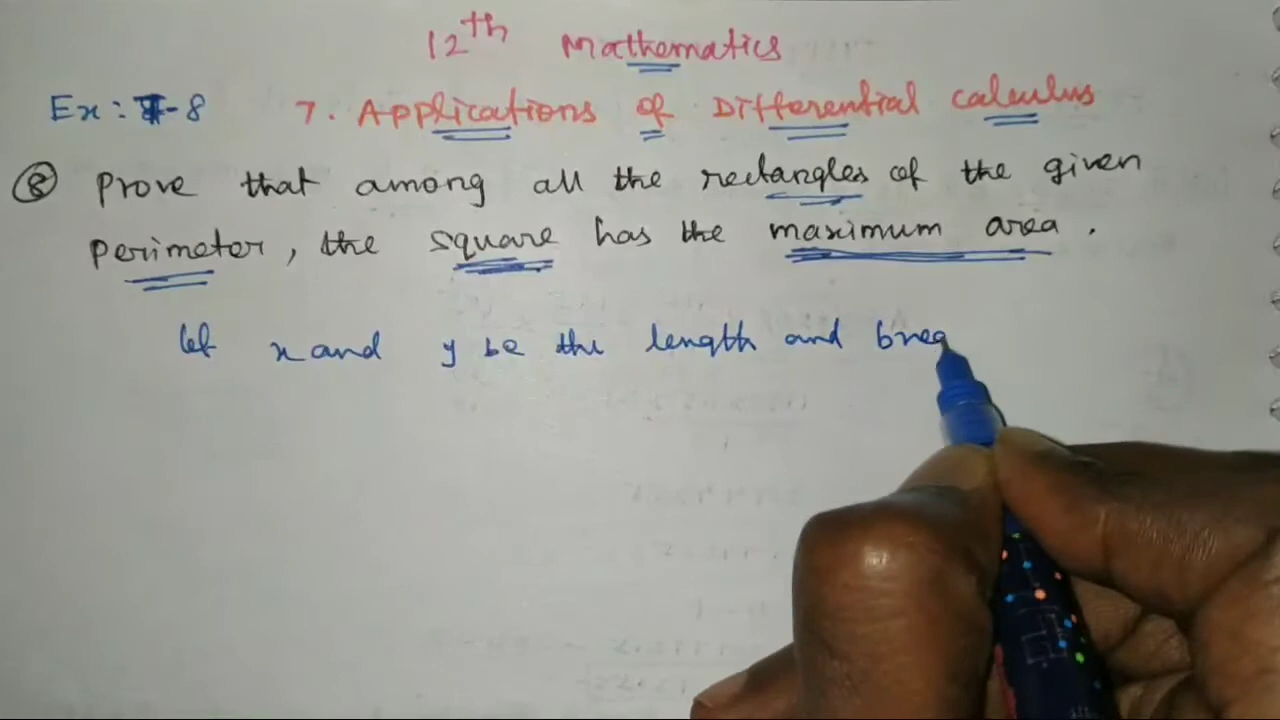 12th Mathematics
Ex: 7-8 7. Applications of Differential calculus
⑧ Prove that among all the rectangles of the given
perimeter, the square has the maximum area.
let x and y be the length and brea